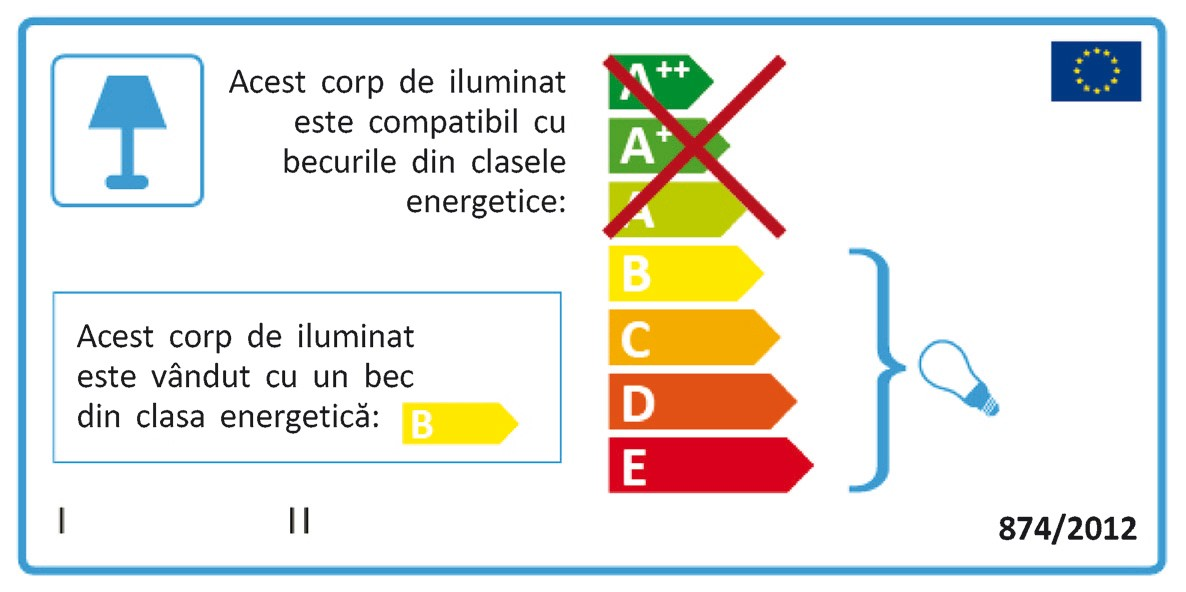 Acest corp de iluminat
este compatibil cu
becurile din clasele
energetice:
A++
A+
A
B
C
D
E
Acest corp de iluminat
este vândut cu un bec
din clasa energetică: B
I II
874/2012